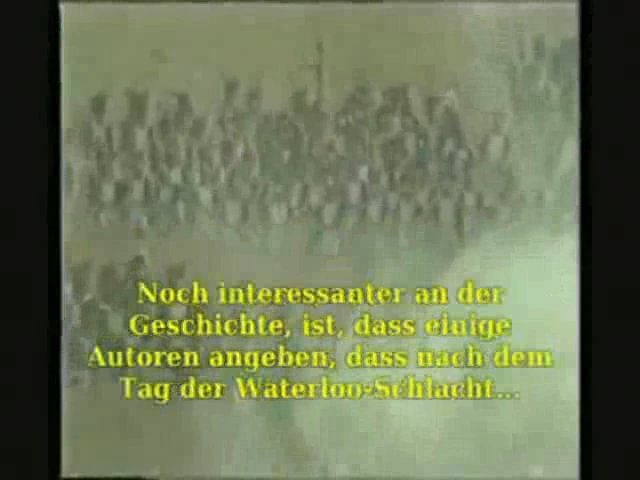 Noch interessanter an der
Geschichte, ist, dass einige
Autoren angeben, dass nach dem
Tag der Waterloo-Schlacht...